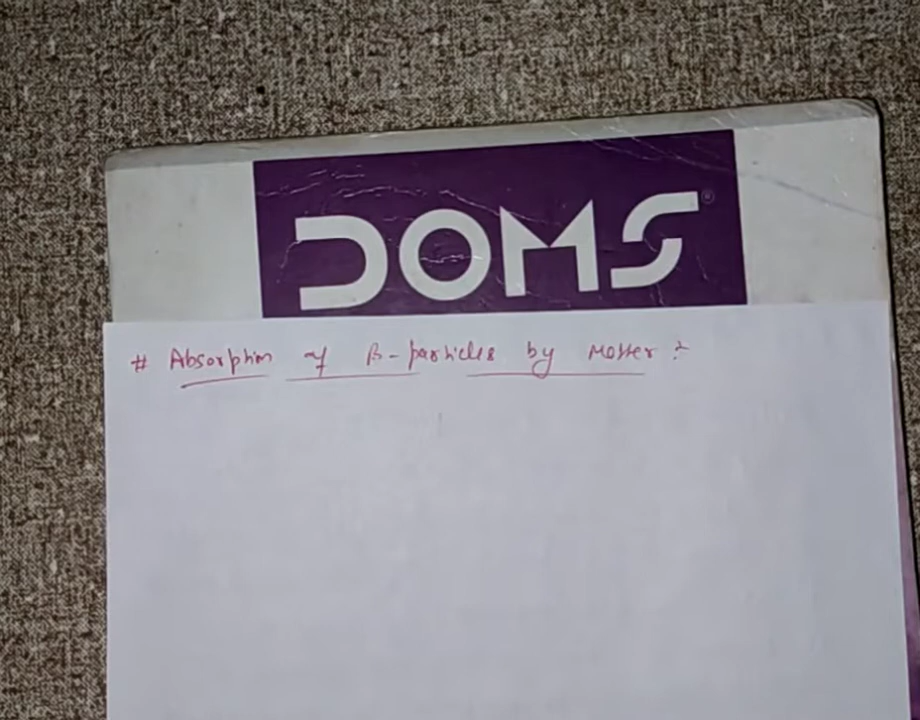 DOMS ®
# Absorption of β-particles by Matter :-